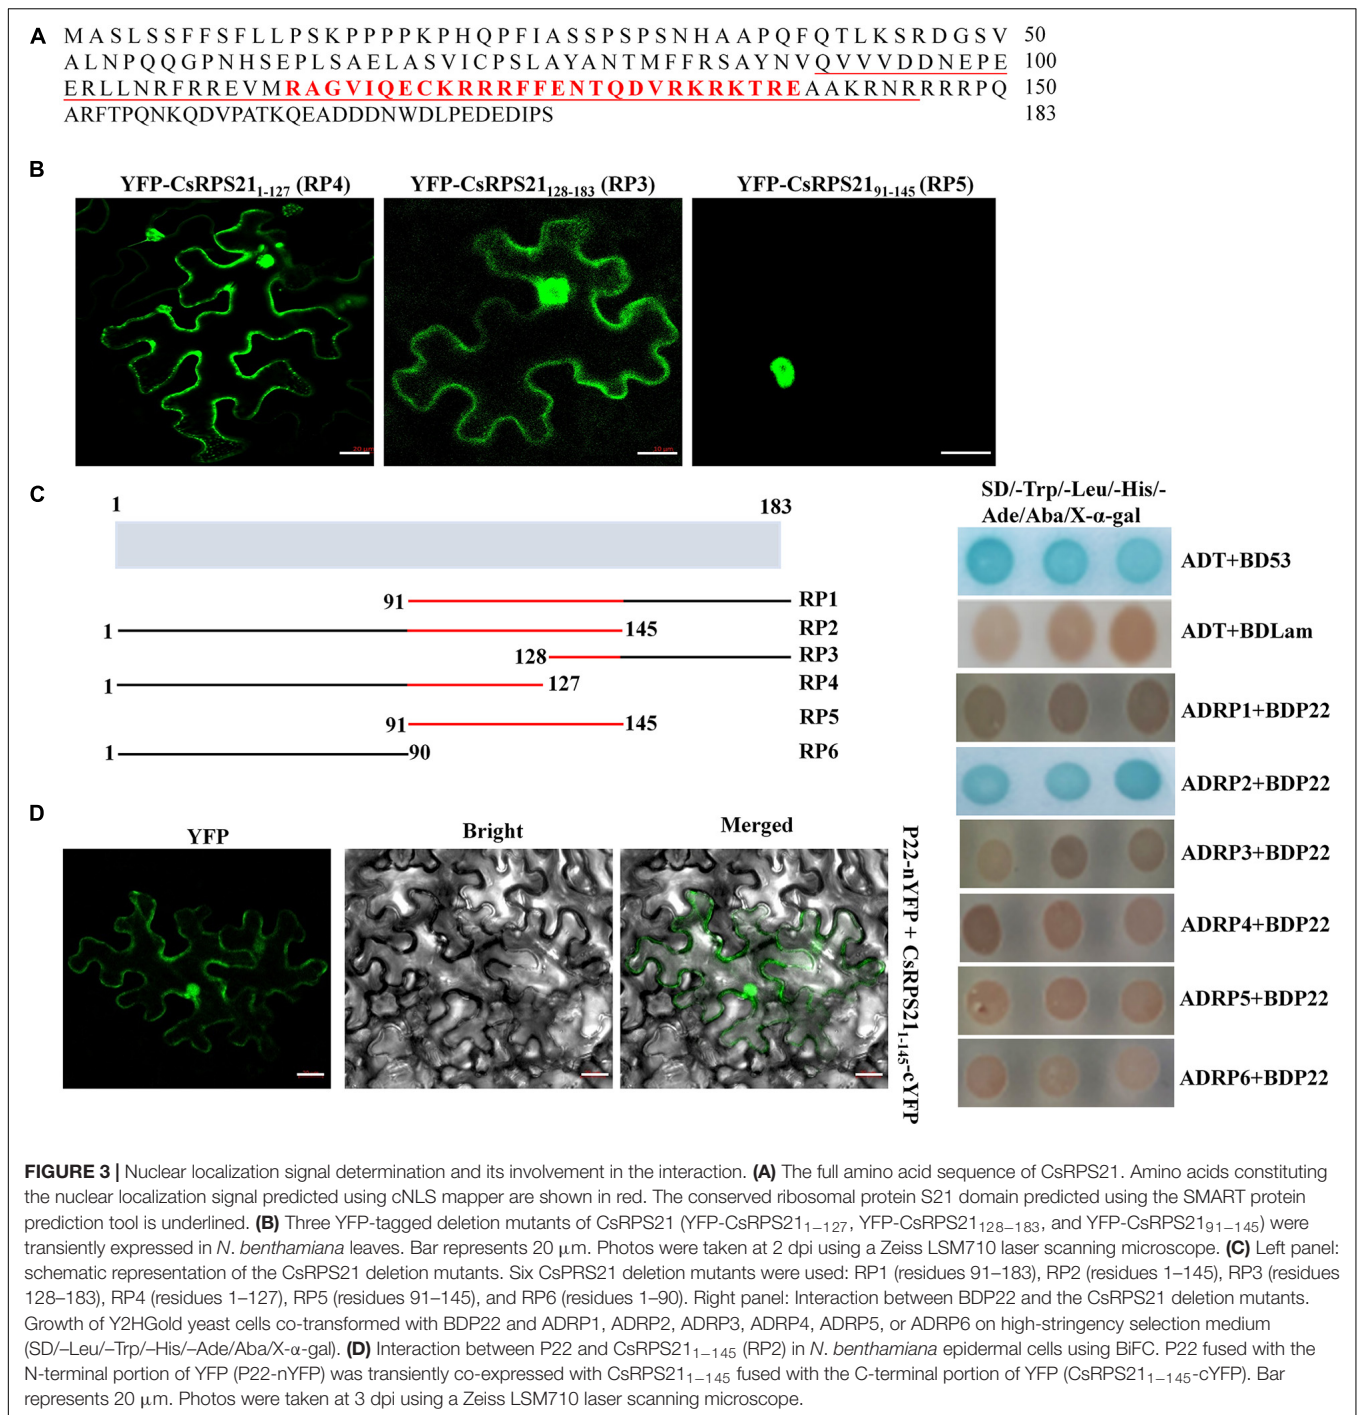 A
M A S L S S F F S F L L P S K P P P P K P H Q P F I A S S P S P S N H A A P Q F Q T L K S R D G S V 50
A L N P Q Q G P N H S E P L S A E L A S V I C P S L A Y A N T M F F R S A Y N V Q V V V D D N E P E 100
E R L L N R F R R E V M R A G V I Q E C K R R R F F E N T Q D V R K R K T R E A A K R N R R R R P Q 150
ARFTPQNKQDVPATKQEADDDNWDLPEDEDIPS 183
B
YFP-CsRPS21₁₋₁₂₇ (RP4) YFP-CsRPS21₁₂₈₋₁₈₃ (RP3) YFP-CsRPS21₉₁₋₁₄₅ (RP5)
20 μm
10 μm
C
1 183
91 RP1
1 145 RP2
128 RP3
1 127 RP4
91 145 RP5
1 90 RP6
SD/-Trp/-Leu/-His/-
Ade/Aba/X-α-gal
ADT+BD53
ADT+BDLam
ADRP1+BDP22
ADRP2+BDP22
ADRP3+BDP22
ADRP4+BDP22
ADRP5+BDP22
ADRP6+BDP22
D
YFP Bright Merged
P22-nYFP + CsRPS21₁₋₁₄₅-cYFP
FIGURE 3 | Nuclear localization signal determination and its involvement in the interaction. (A) The full amino acid sequence of CsRPS21. Amino acids constituting
the nuclear localization signal predicted using cNLS mapper are shown in red. The conserved ribosomal protein S21 domain predicted using the SMART protein
prediction tool is underlined. (B) Three YFP-tagged deletion mutants of CsRPS21 (YFP-CsRPS21₁₋₁₂₇, YFP-CsRPS21₁₂₈₋₁₈₃, and YFP-CsRPS21₉₁₋₁₄₅) were
transiently expressed in N. benthamiana leaves. Bar represents 20 μm. Photos were taken at 2 dpi using a Zeiss LSM710 laser scanning microscope. (C) Left panel:
schematic representation of the CsRPS21 deletion mutants. Six CsPRS21 deletion mutants were used: RP1 (residues 91–183), RP2 (residues 1–145), RP3 (residues
128–183), RP4 (residues 1–127), RP5 (residues 91–145), and RP6 (residues 1–90). Right panel: Interaction between BDP22 and the CsRPS21 deletion mutants.
Growth of Y2HGold yeast cells co-transformed with BDP22 and ADRP1, ADRP2, ADRP3, ADRP4, ADRP5, or ADRP6 on high-stringency selection medium
(SD/–Leu/–Trp/–His/–Ade/Aba/X-α-gal). (D) Interaction between P22 and CsRPS21₁₋₁₄₅ (RP2) in N. benthamiana epidermal cells using BiFC. P22 fused with the
N-terminal portion of YFP (P22-nYFP) was transiently co-expressed with CsRPS21₁₋₁₄₅ fused with the C-terminal portion of YFP (CsRPS21₁₋₁₄₅-cYFP). Bar
represents 20 μm. Photos were taken at 3 dpi using a Zeiss LSM710 laser scanning microscope.